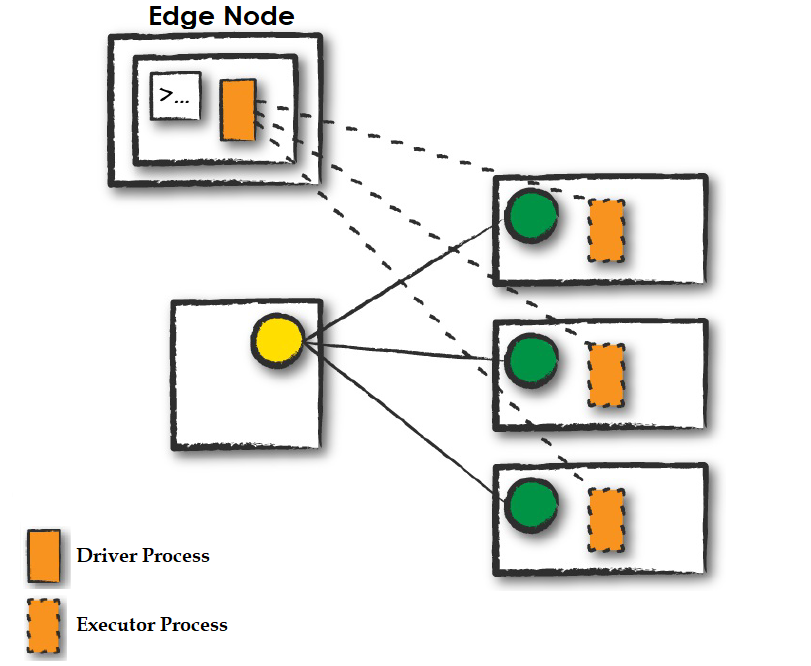 Edge Node
>...
Driver Process
Executor Process